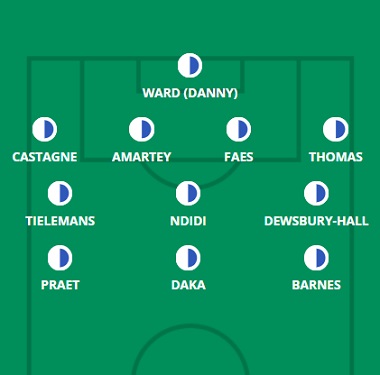 WARD (DANNY)
CASTAGNE AMARTEY FAES THOMAS
TIELEMANS NDIDI DEWSBURY-HALL
PRAET DAKA BARNES